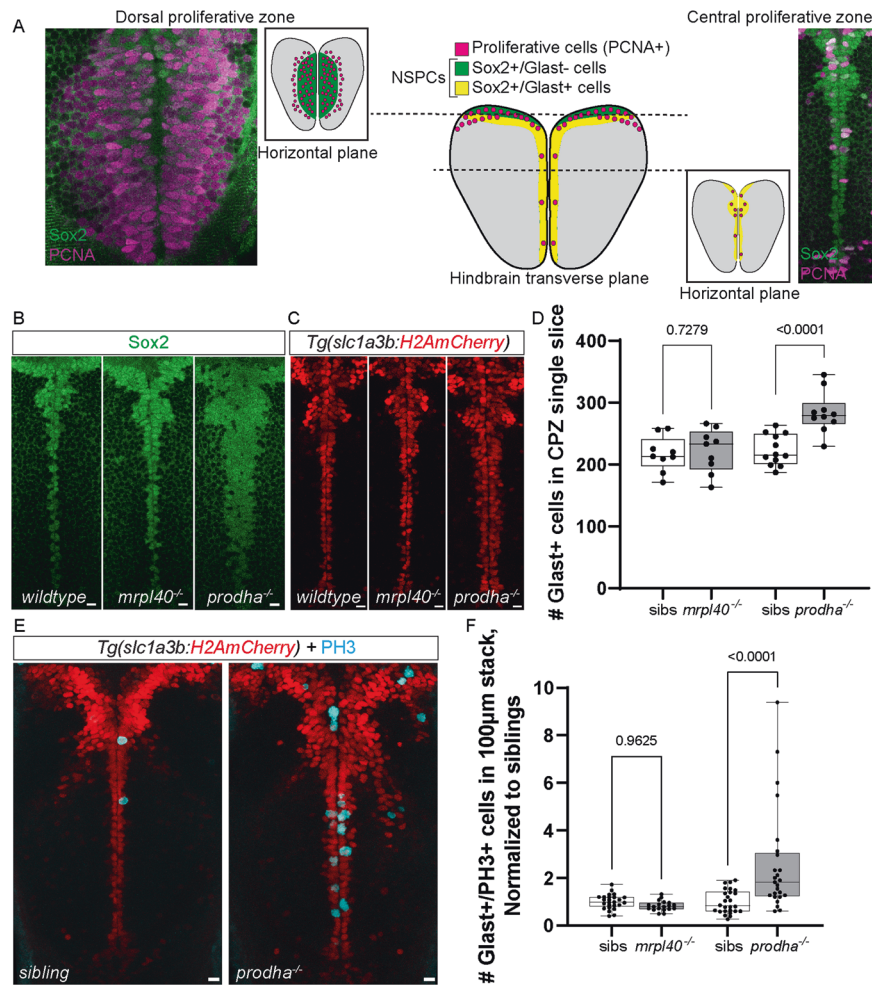 A
Dorsal proliferative zone
Sox2
PCNA
Horizontal plane
Proliferative cells (PCNA+)
NSPCs
Sox2+/Glast- cells
Sox2+/Glast+ cells
Hindbrain transverse plane
Central proliferative zone
Horizontal plane
Sox2
PCNA
B
Sox2
wildtype
mrpl40-/-
prodha-/-
C
Tg(slc1a3b:H2AmCherry)
wildtype
mrpl40-/-
prodha-/-
D
# Glast+ cells in CPZ single slice
400
300
200
100
0
0.7279
<0.0001
sibs mrpl40-/-
sibs prodha-/-
E
Tg(slc1a3b:H2AmCherry) + PH3
sibling
prodha-/-
F
# Glast+/PH3+ cells in 100µm stack,
Normalized to siblings
10
8
6
4
2
0
0.9625
<0.0001
sibs mrpl40-/-
sibs prodha-/-